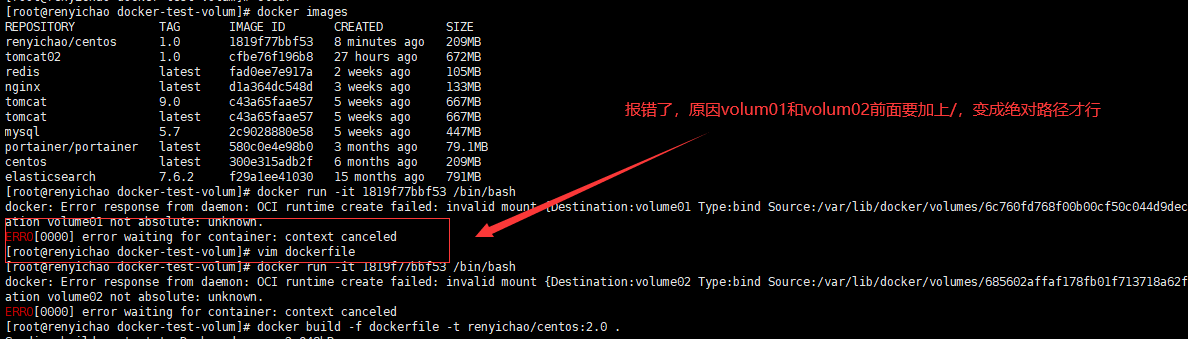 [root@renyichao docker-test-volum]# docker images
REPOSITORY TAG IMAGE ID CREATED SIZE
renyichao/centos 1.0 1819f77bbf53 8 minutes ago 209MB
tomcat02 1.0 cfbe76f196b8 27 hours ago 672MB
redis latest fad0ee7e917a 2 weeks ago 105MB
nginx latest d1a364dc548d 3 weeks ago 133MB
tomcat 9.0 c43a65faae57 5 weeks ago 667MB
tomcat latest c43a65faae57 5 weeks ago 667MB
mysql 5.7 2c9028880e58 5 weeks ago 447MB
portainer/portainer latest 580c0e4e98b0 3 months ago 79.1MB
centos latest 300e315adb2f 6 months ago 209MB
elasticsearch 7.6.2 f29a1ee41030 15 months ago 791MB
报错了，原因volum01和volum02前面要加上/，变成绝对路径才行
[root@renyichao docker-test-volum]# docker run -it 1819f77bbf53 /bin/bash
docker: Error response from daemon: OCI runtime create failed: invalid mount {Destination:volume01 Type:bind Source:/var/lib/docker/volumes/6c760fd768f00b00cf50c044d9dec
ation volume01 not absolute: unknown.
ERRO[0000] error waiting for container: context canceled
[root@renyichao docker-test-volum]# vim dockerfile
[root@renyichao docker-test-volum]# docker run -it 1819f77bbf53 /bin/bash
docker: Error response from daemon: OCI runtime create failed: invalid mount {Destination:volume02 Type:bind Source:/var/lib/docker/volumes/685602affaf178fb01f713718a62f
ation volume02 not absolute: unknown.
ERRO[0000] error waiting for container: context canceled
[root@renyichao docker-test-volum]# docker build -f dockerfile -t renyichao/centos:2.0 .